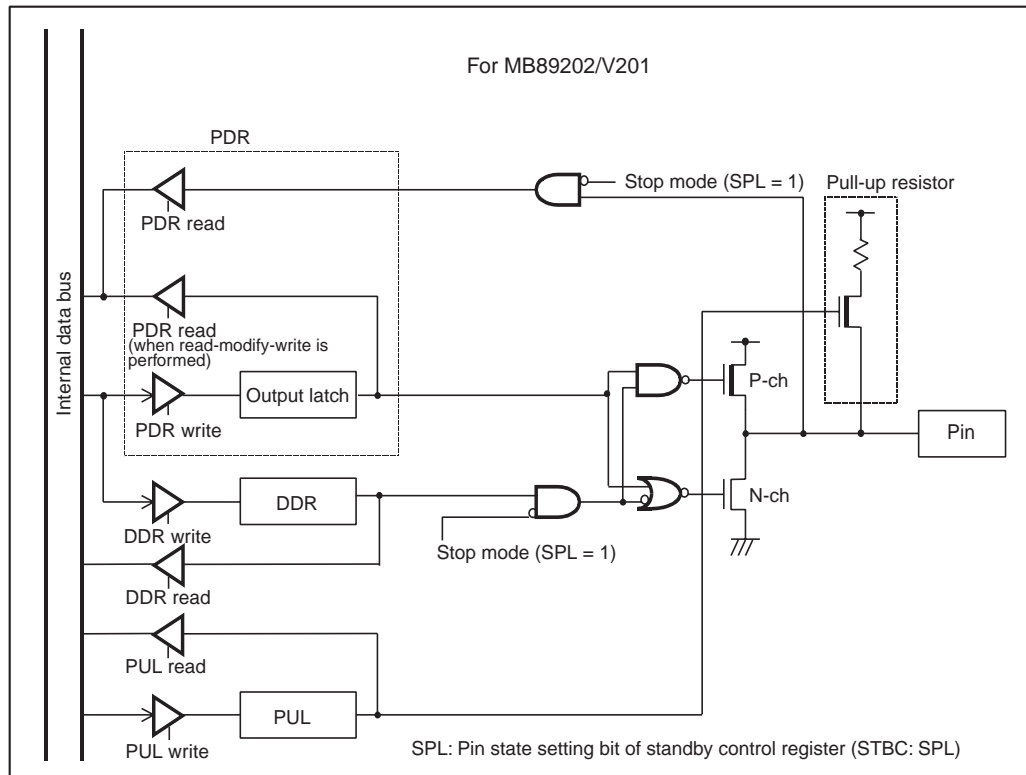 For MB89202/V201
PDR
Stop mode (SPL = 1)
Pull-up resistor
PDR read
Internal data bus
PDR read
(when read-modify-write is
performed)
Output latch
P-ch
PDR write
Pin
DDR
N-ch
DDR write
Stop mode (SPL = 1)
DDR read
PUL read
PUL
PUL write
SPL: Pin state setting bit of standby control register (STBC: SPL)